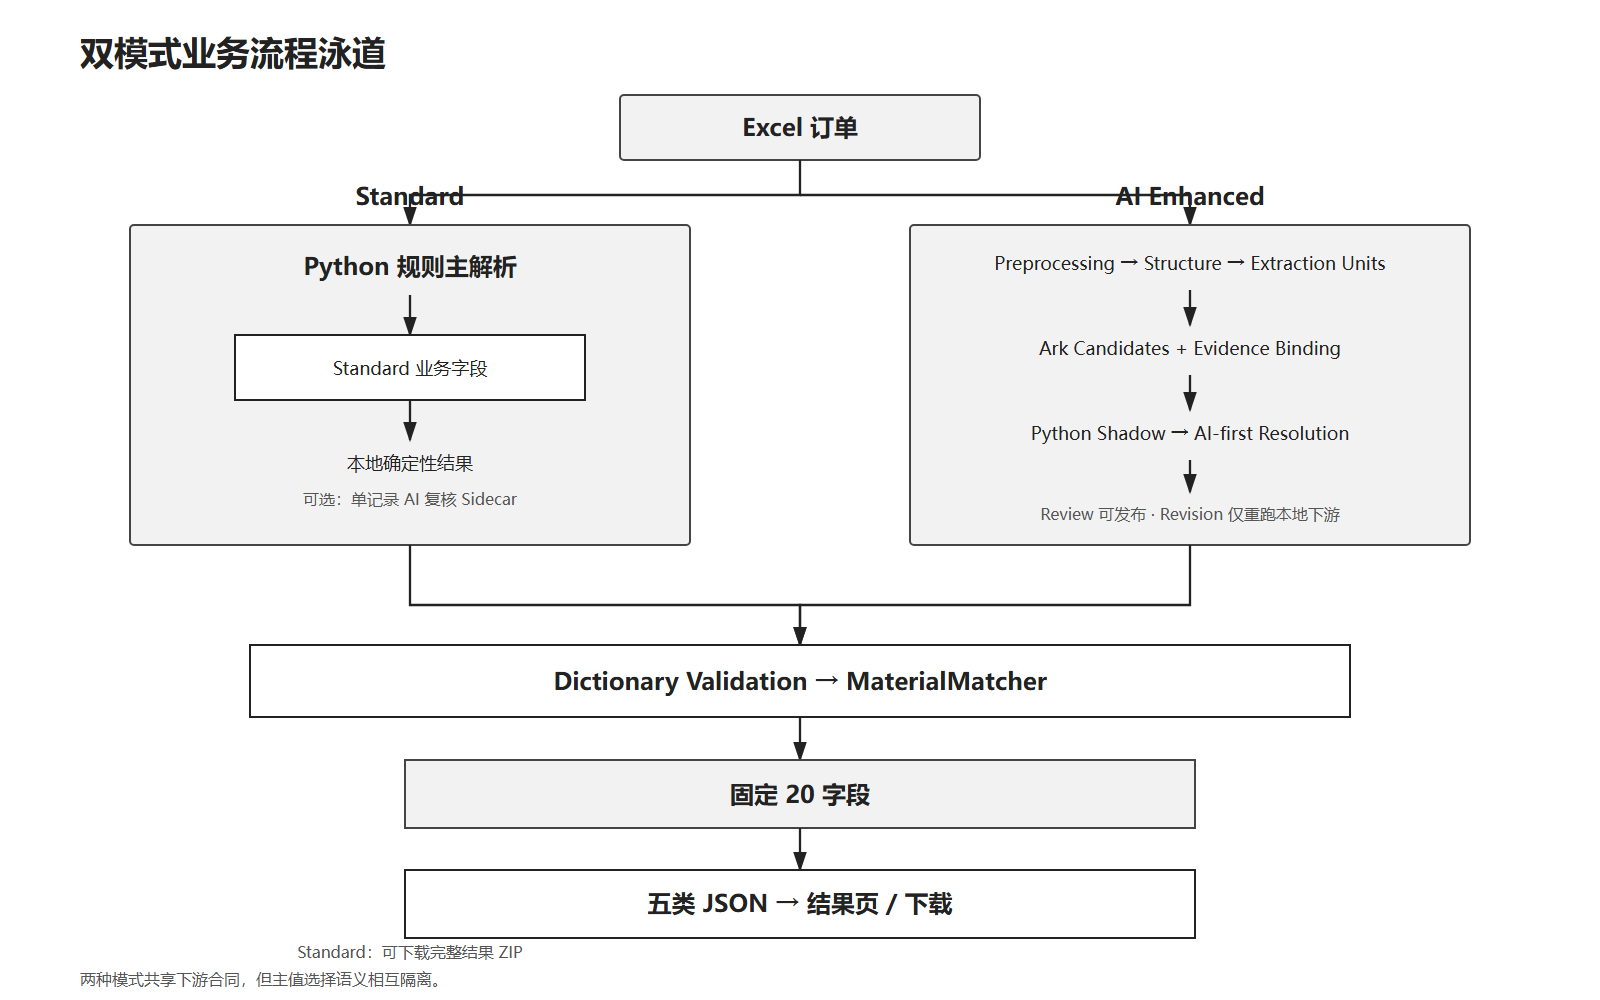 双模式业务流程泳道
Excel 订单
Standard
AI Enhanced
Python 规则主解析
Standard 业务字段
本地确定性结果
可选：单记录 AI 复核 Sidecar
Preprocessing → Structure → Extraction Units
Ark Candidates + Evidence Binding
Python Shadow → AI-first Resolution
Review 可发布 · Revision 仅重跑本地下游
Dictionary Validation → MaterialMatcher
固定 20 字段
五类 JSON → 结果页 / 下载
Standard：可下载完整结果 ZIP
两种模式共享下游合同，但主值选择语义相互隔离。